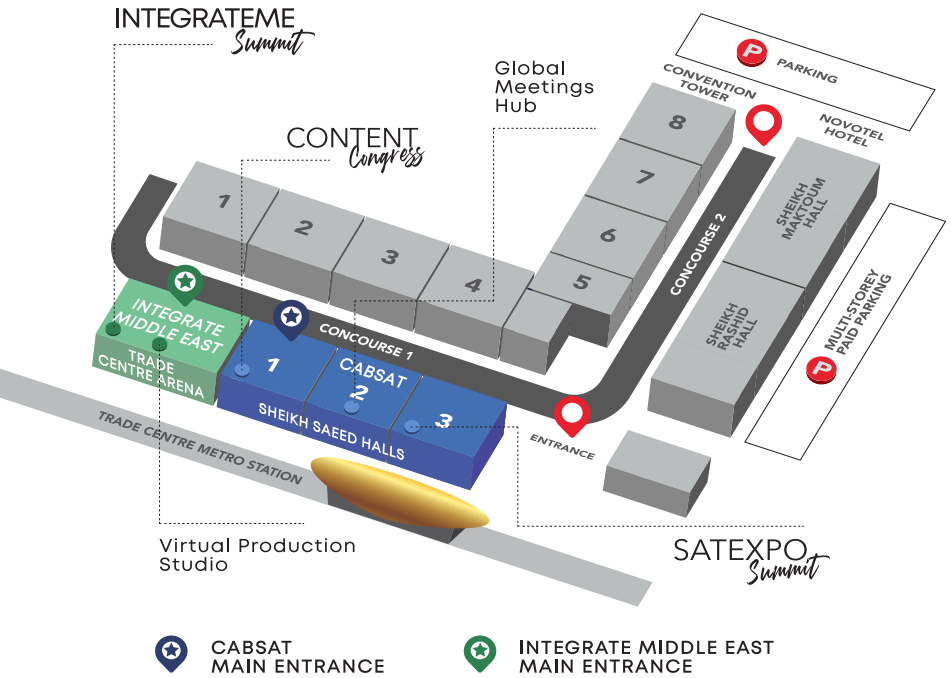 INTEGRATEME
Summit
Global
Meetings
Hub
P PARKING
CONVENTION
TOWER
NOVOTEL
HOTEL
CONTENT
Congress
8
7
6
5
1
2
3
4
SHEIKH
MAKTOUM
HALL
CONCOURSE 2
SHEIKH
RASHID
HALL
MULTI-STOREY
PAID PARKING
P
INTEGRATE
MIDDLE EAST
TRADE
CENTRE ARENA
CONCOURSE 1
1
CABSAT
2
3
SHEIKH SAEED HALLS
ENTRANCE
TRADE CENTRE METRO STATION
Virtual Production
Studio
SATEXPO
Summit
CABSAT
MAIN ENTRANCE
INTEGRATE MIDDLE EAST
MAIN ENTRANCE